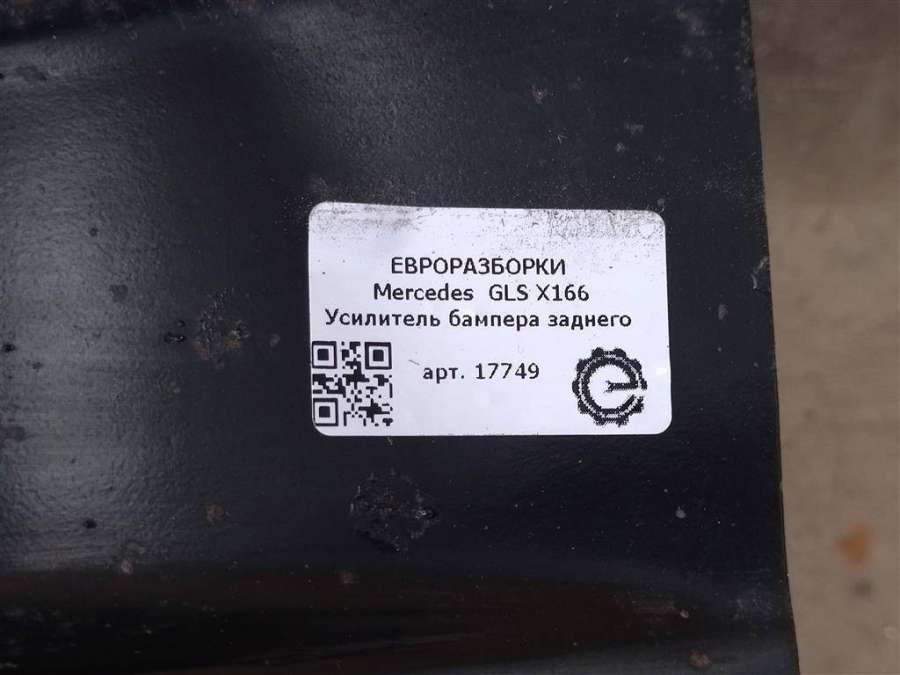 ЕВРОРАЗБОРКИ
Mercedes GLS X166
Усилитель бампера заднего
арт. 17749